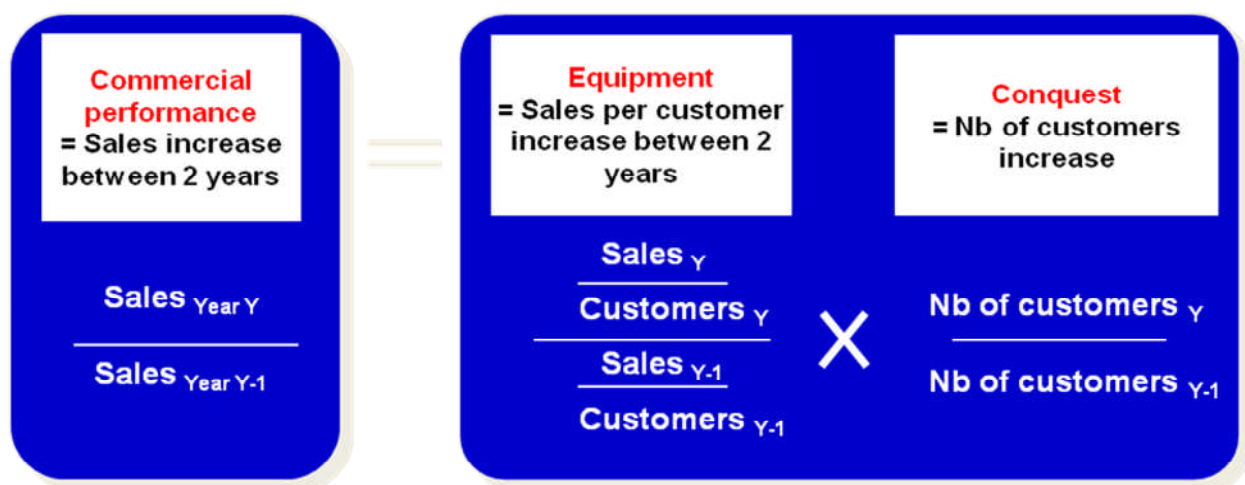 Commercial
performance
= Sales increase
between 2 years
Sales Year Y
Sales Year Y-1
=
Equipment
= Sales per customer
increase between 2
years
Sales Y
Customers Y
Sales Y-1
Customers Y-1
X
Conquest
= Nb of customers
increase
Nb of customers Y
Nb of customers Y-1